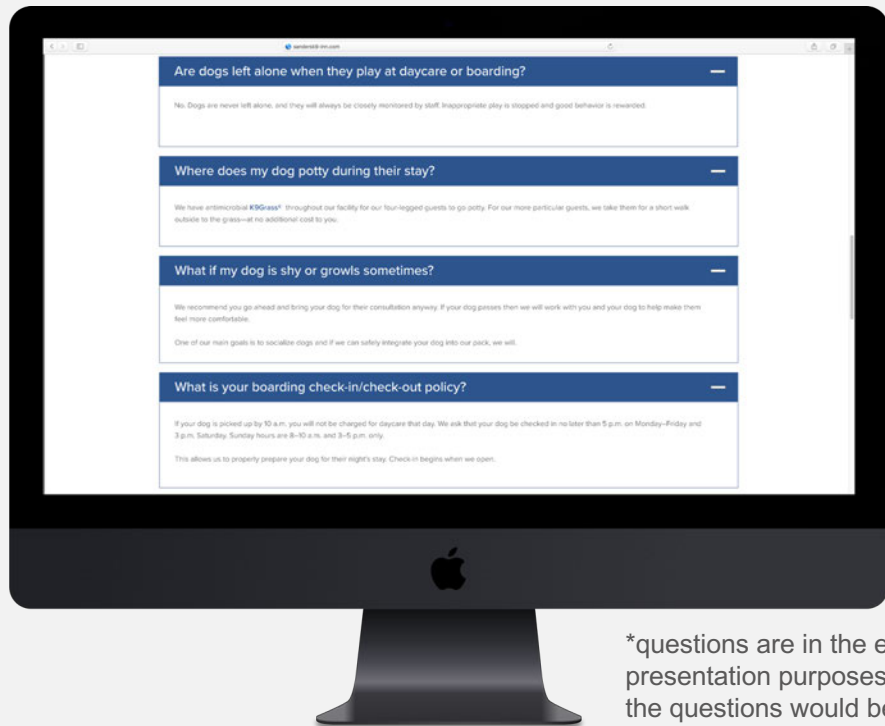 sandersk9-inn.com
Are dogs left alone when they play at daycare or boarding?
No. Dogs are never left alone, and they will always be closely monitored by staff. Inappropriate play is stopped and good behavior is rewarded.
Where does my dog potty during their stay?
We have antimicrobial K9Grass® throughout our facility for our four-legged guests to go potty. For our more particular guests, we take them for a short walk
outside to the grass—at no additional cost to you.
What if my dog is shy or growls sometimes?
We recommend you go ahead and bring your dog for their consultation anyway. If your dog passes then we will work with you and your dog to help make them
feel more comfortable.
One of our main goals is to socialize dogs and if we can safely integrate your dog into our pack, we will.
What is your boarding check-in/check-out policy?
If your dog is picked up by 10 a.m. you will not be charged for daycare that day. We ask that your dog be checked in no later than 5 p.m. on Monday–Friday and
3 p.m. Saturday. Sunday hours are 8–10 a.m. and 3–5 p.m. only.
This allows us to properly prepare your dog for their night's stay. Check-in begins when we open.
*questions are in the e
presentation purposes
the questions would be